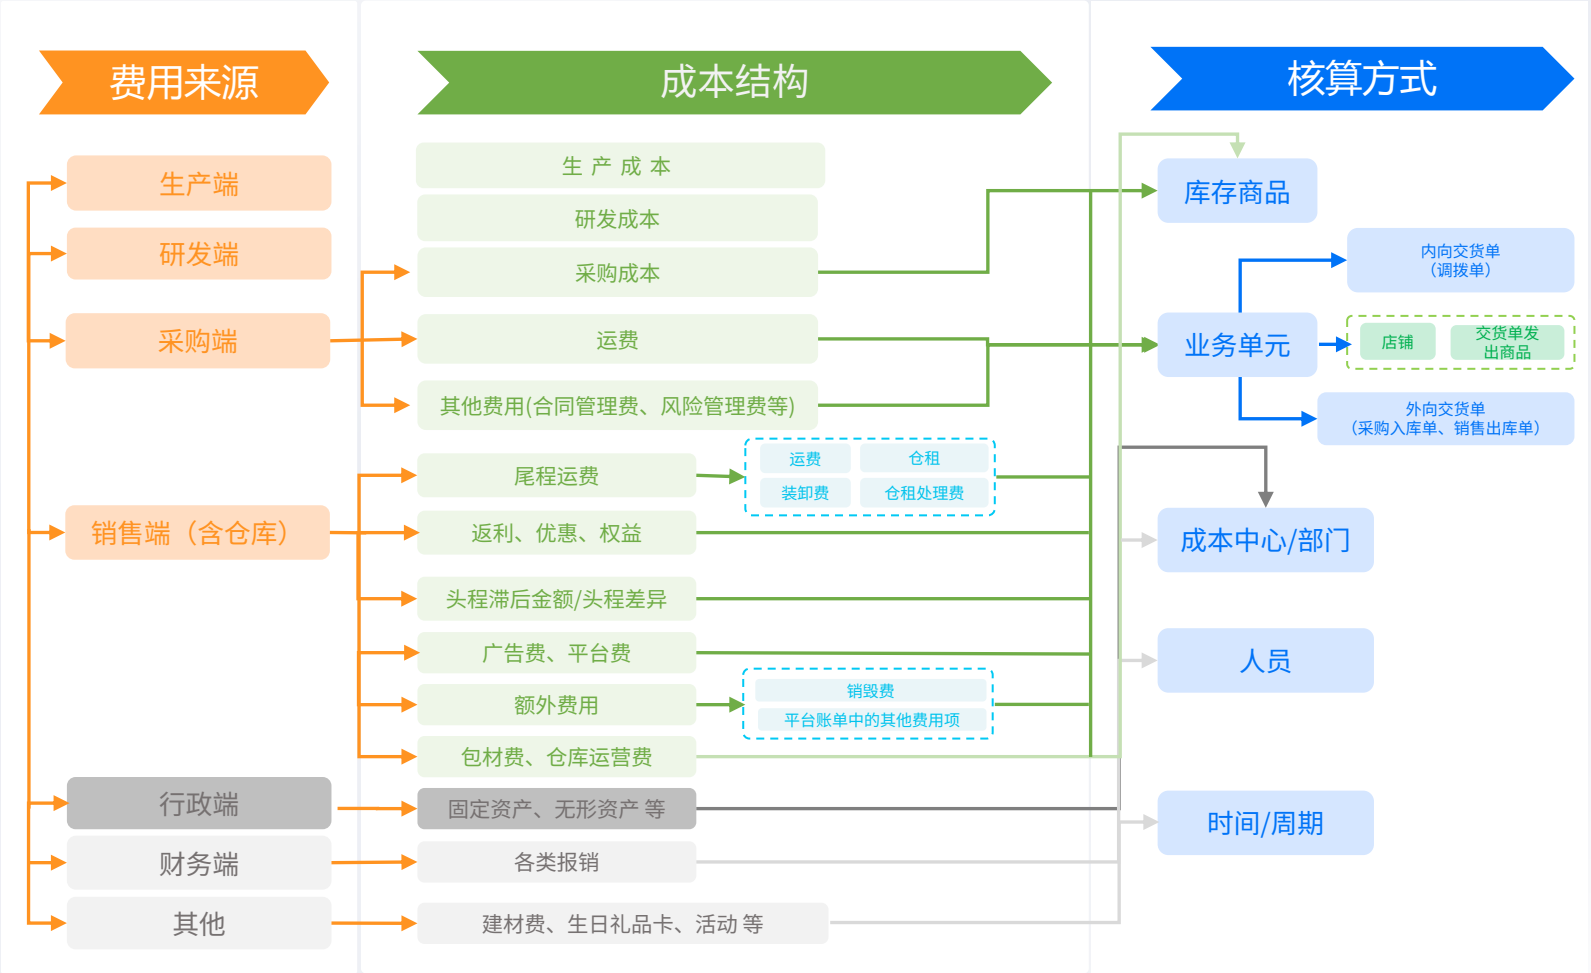 费用来源
成本结构
核算方式
生产端
研发端
采购端
销售端（含仓库）
行政端
财务端
其他
生 产 成 本
研发成本
采购成本
运费
其他费用(合同管理费、风险管理费等)
尾程运费
运费
仓租
装卸费
仓租处理费
返利、优惠、权益
头程滞后金额/头程差异
广告费、平台费
额外费用
销毁费
平台账单中的其他费用项
包材费、仓库运营费
固定资产、无形资产 等
各类报销
建材费、生日礼品卡、活动 等
库存商品
业务单元
内向交货单
（调拨单）
店铺
交货单发
出商品
外向交货单
（采购入库单、销售出库单）
成本中心/部门
人员
时间/周期